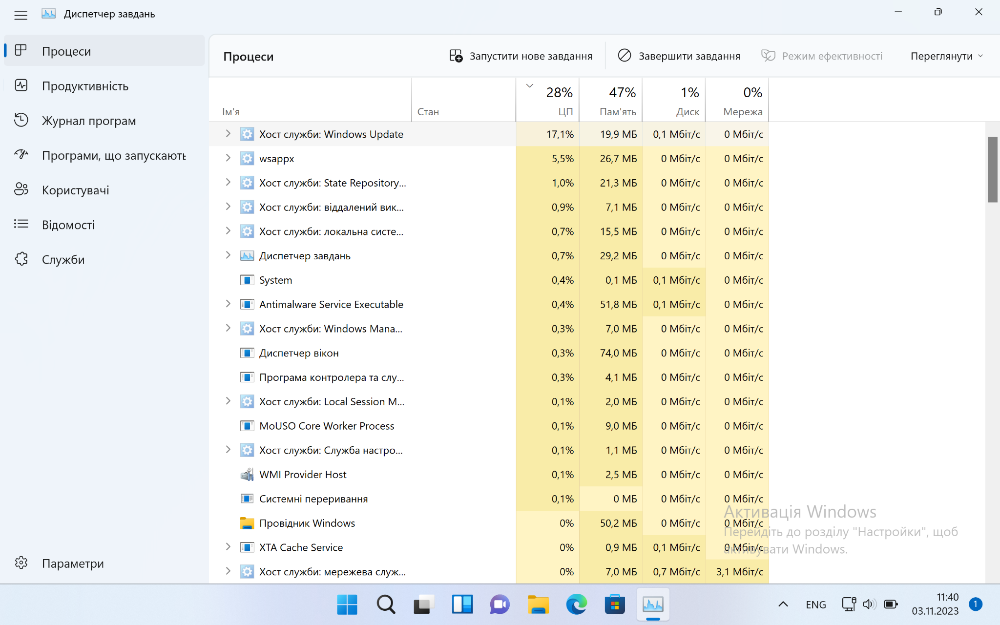 Диспетчер завдань
Процеси
Продуктивність
Журнал програм
Програми, що запускають
Користувачі
Відомості
Служби
Параметри
Процеси
Запустити нове завдання
Завершити завдання
Режим ефективності
Переглянути
28% 47% 1% 0%
Ім'я Стан ЦП Пам'ять Диск Мережа
Хост служби: Windows Update 17,1% 19,9 МБ 0,1 Мбіт/с 0 Мбіт/с
wsappx 5,5% 26,7 МБ 0 Мбіт/с 0 Мбіт/с
Хост служби: State Repository... 1,0% 21,3 МБ 0 Мбіт/с 0 Мбіт/с
Хост служби: віддалений вик... 0,9% 7,1 МБ 0 Мбіт/с 0 Мбіт/с
Хост служби: локальна систе... 0,7% 15,5 МБ 0 Мбіт/с 0 Мбіт/с
Диспетчер завдань 0,7% 29,2 МБ 0 Мбіт/с 0 Мбіт/с
System 0,4% 0,1 МБ 0,1 Мбіт/с 0 Мбіт/с
Antimalware Service Executable 0,4% 51,8 МБ 0,1 Мбіт/с 0 Мбіт/с
Хост служби: Windows Mana... 0,3% 7,0 МБ 0 Мбіт/с 0 Мбіт/с
Диспетчер вікон 0,3% 74,0 МБ 0 Мбіт/с 0 Мбіт/с
Програма контролера та слу... 0,3% 4,1 МБ 0 Мбіт/с 0 Мбіт/с
Хост служби: Local Session M... 0,1% 2,0 МБ 0 Мбіт/с 0 Мбіт/с
MoUSO Core Worker Process 0,1% 9,0 МБ 0 Мбіт/с 0 Мбіт/с
Хост служби: Служба настро... 0,1% 1,1 МБ 0 Мбіт/с 0 Мбіт/с
WMI Provider Host 0,1% 2,5 МБ 0 Мбіт/с 0 Мбіт/с
Системні переривання 0,1% 0 МБ 0 Мбіт/с 0 Мбіт/с
Провідник Windows 0% 50,2 МБ 0 Мбіт/с 0 Мбіт/с
XTA Cache Service 0% 0,9 МБ 0,1 Мбіт/с 0 Мбіт/с
Хост служби: мережева служ... 0% 7,0 МБ 0,7 Мбіт/с 3,1 Мбіт/с
Активація Windows
Перейдіть до розділу "Настройки", щоб
активувати Windows.
ENG
11:40
03.11.2023
1